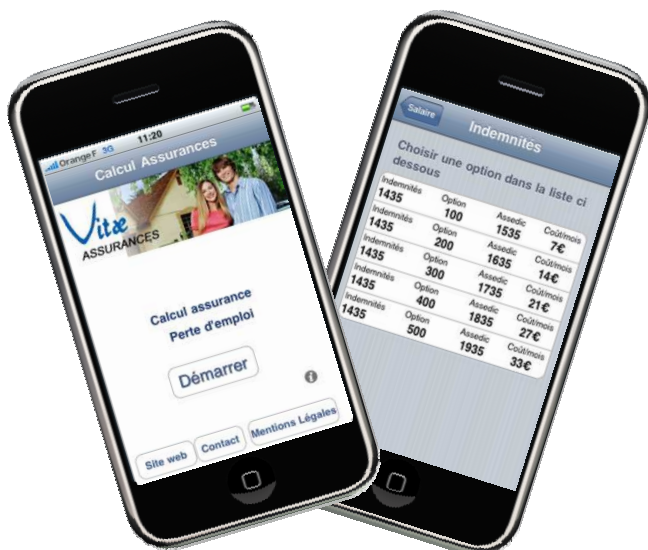 Orange F 3G 11:20
Calcul Assurances
Vitæ
ASSURANCES
Calcul assurance
Perte d'emploi
Démarrer
Site web Contact Mentions Légales
Salaire Indemnités
Choisir une option dans la liste ci
dessous
Indemnités Option Assedic Coût/mois
1435 100 1535 7€
Indemnités Option Assedic Coût/mois
1435 200 1635 14€
Indemnités Option Assedic Coût/mois
1435 300 1735 21€
Indemnités Option Assedic Coût/mois
1435 400 1835 27€
Indemnités Option Assedic Coût/mois
1435 500 1935 33€